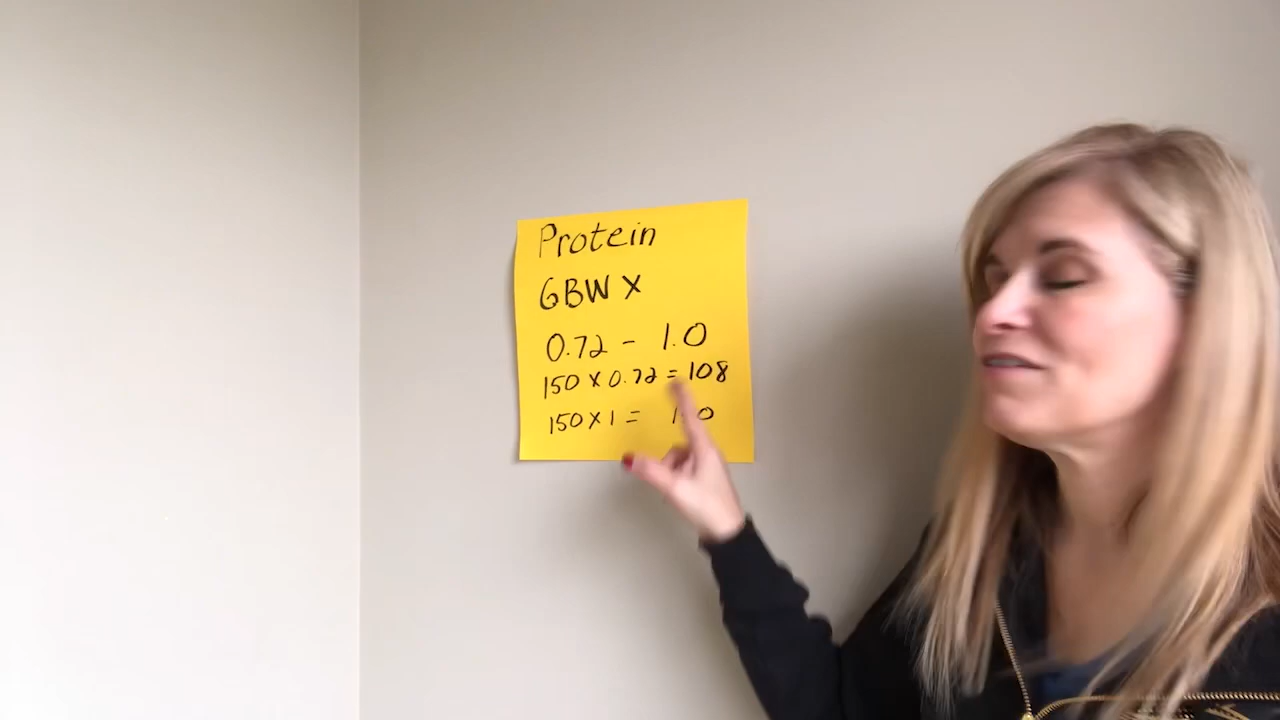 Protein
GBW X
0.72 - 1.0
150 x 0.72 = 108
150 x 1 =